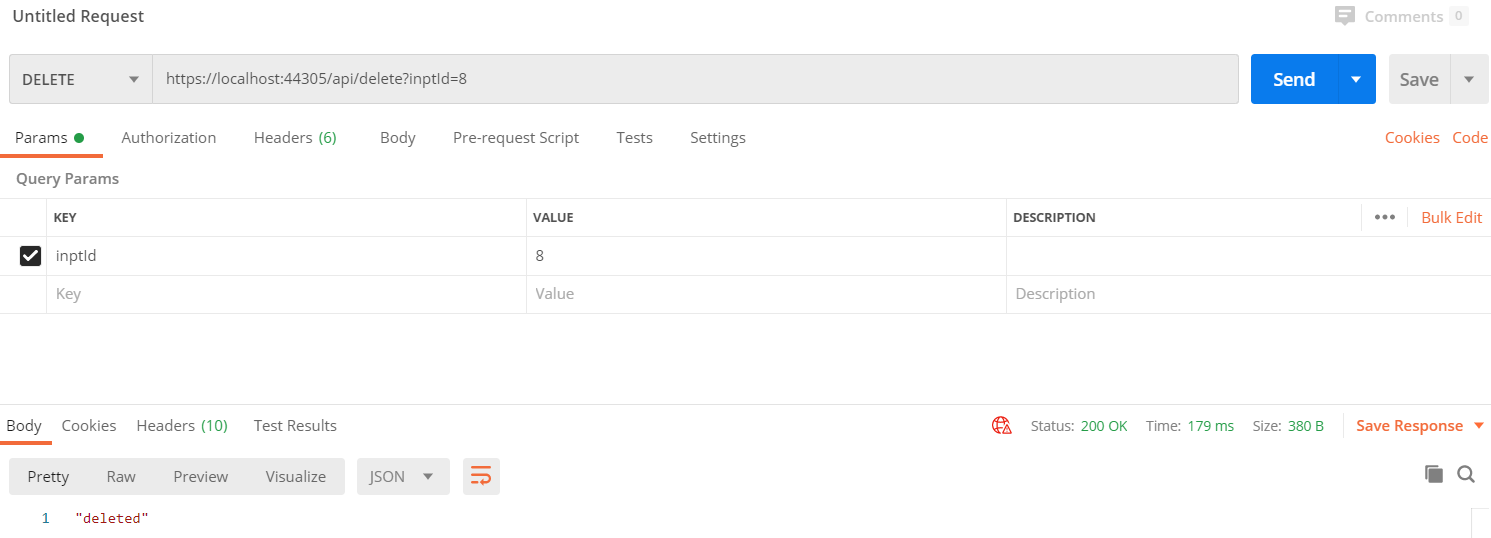 Untitled Request
Comments 0
DELETE https://localhost:44305/api/delete?inptId=8 Send Save
Params Authorization Headers (6) Body Pre-request Script Tests Settings Cookies Code
Query Params
KEY VALUE DESCRIPTION ••• Bulk Edit
inptId 8
Key Value Description
Body Cookies Headers (10) Test Results Status: 200 OK Time: 179 ms Size: 380 B Save Response
Pretty Raw Preview Visualize JSON
1 "deleted"